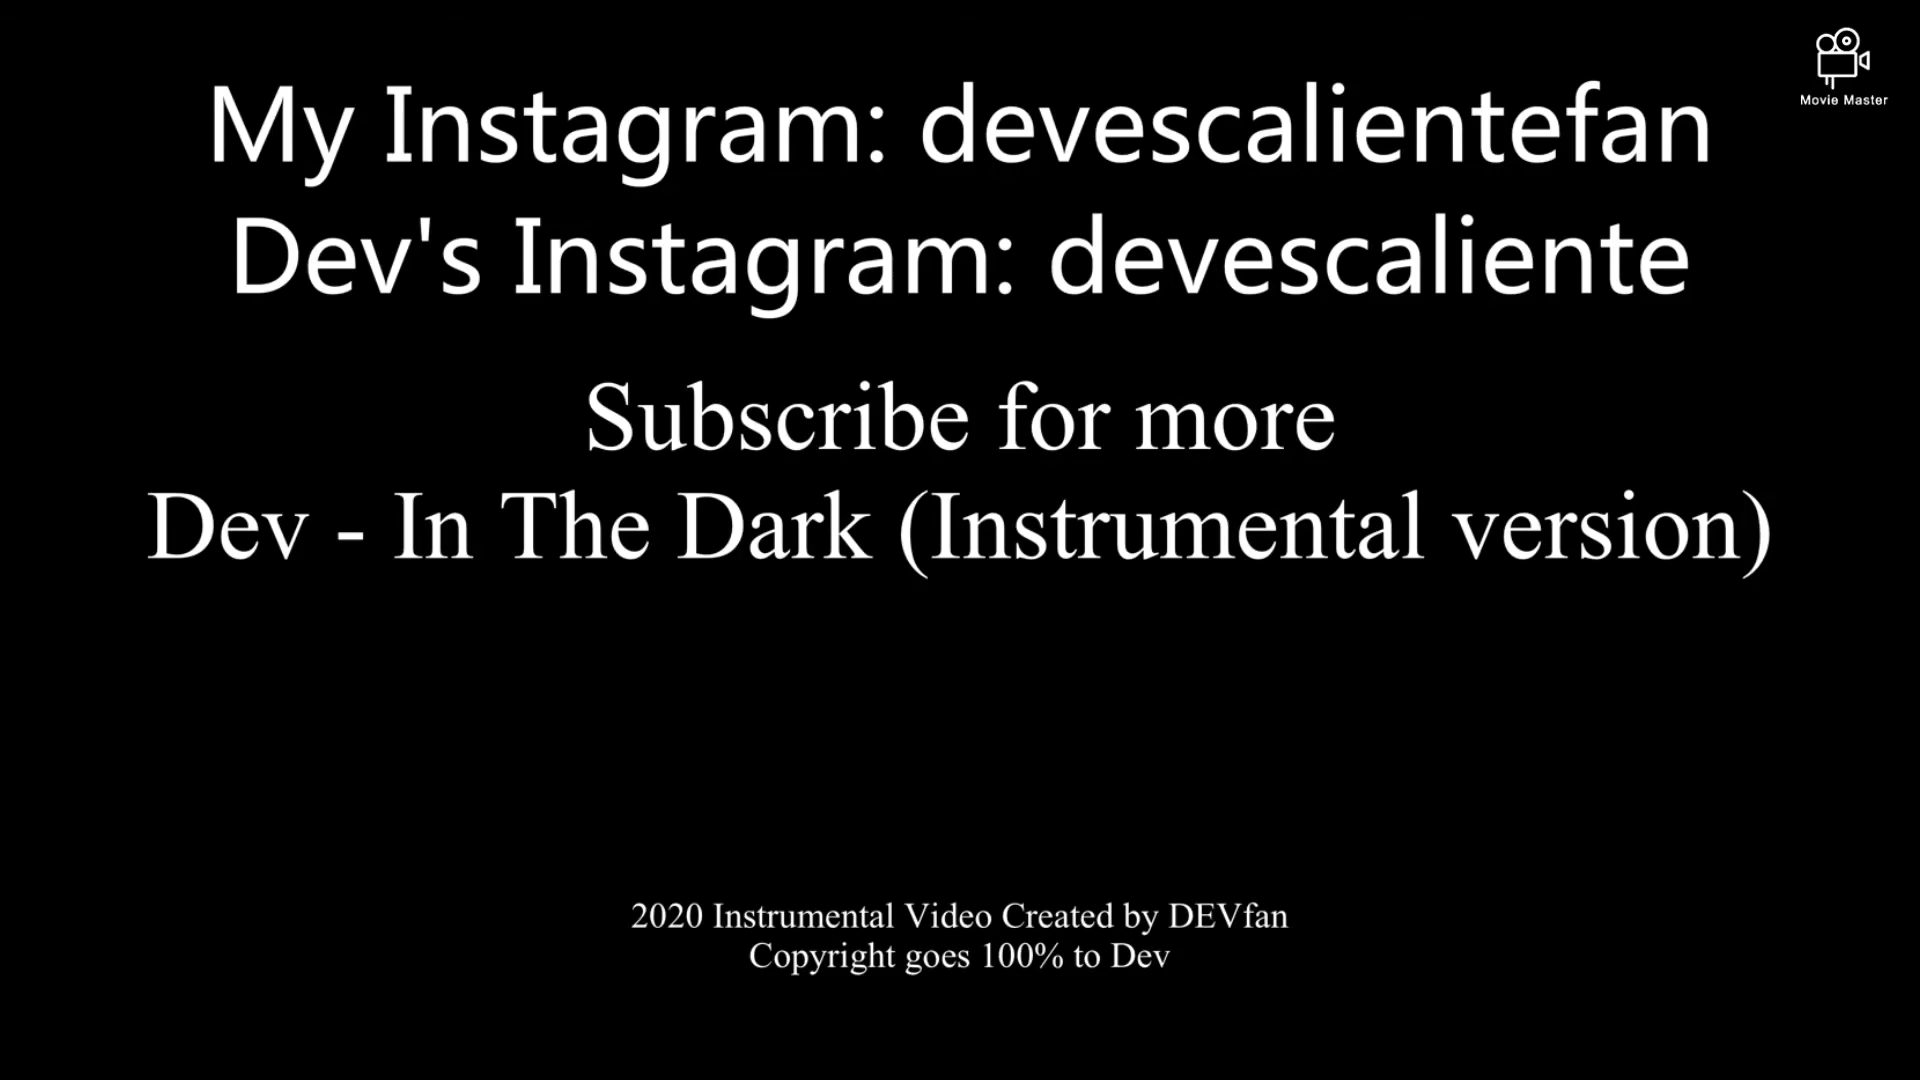 Movie Master
My Instagram: devescalientefan
Dev's Instagram: devescaliente
Subscribe for more
Dev - In The Dark (Instrumental version)
2020 Instrumental Video Created by DEVfan
Copyright goes 100% to Dev